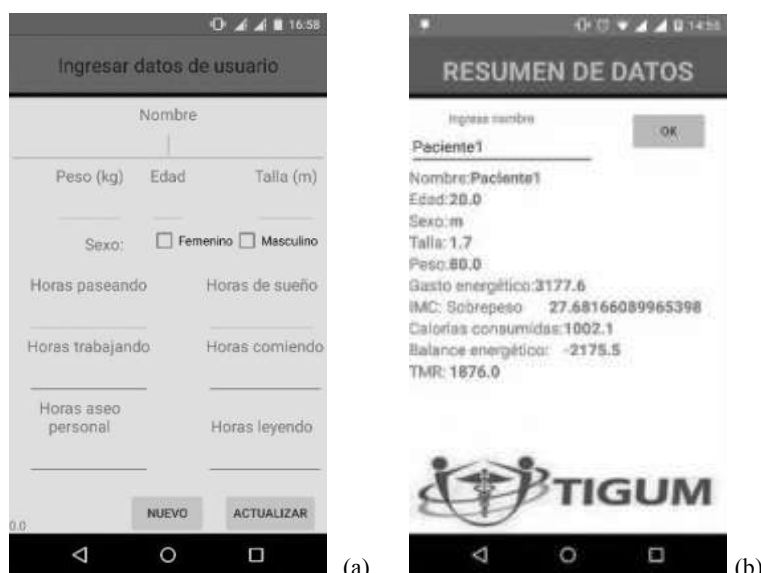 16:58
Ingresar datos de usuario
Nombre
Peso (kg) Edad Talla (m)
Sexo: Femenino Masculino
Horas paseando Horas de sueño
Horas trabajando Horas comiendo
Horas aseo personal Horas leyendo
0.0 NUEVO ACTUALIZAR
(a)
RESUMEN DE DATOS
Ingrese nombre
OK
Paciente1
Nombre:Paciente1
Edad:20.0
Sexo:m
Talla:1.7
Peso:80.0
Gasto energético:3177.6
IMC: Sobrepeso 27.68166089965398
Calorías consumidas:1002.1
Balance energético: -2175.5
TMR: 1876.0
TIGUM
(b)